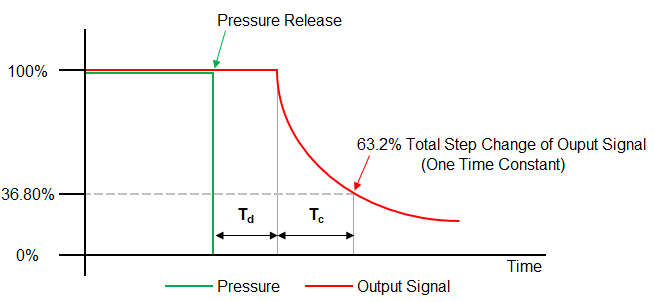 Pressure Release
100%
63.2% Total Step Change of Ouput Signal
(One Time Constant)
36.80%
Td
Tc
0%
Time
Pressure
Output Signal